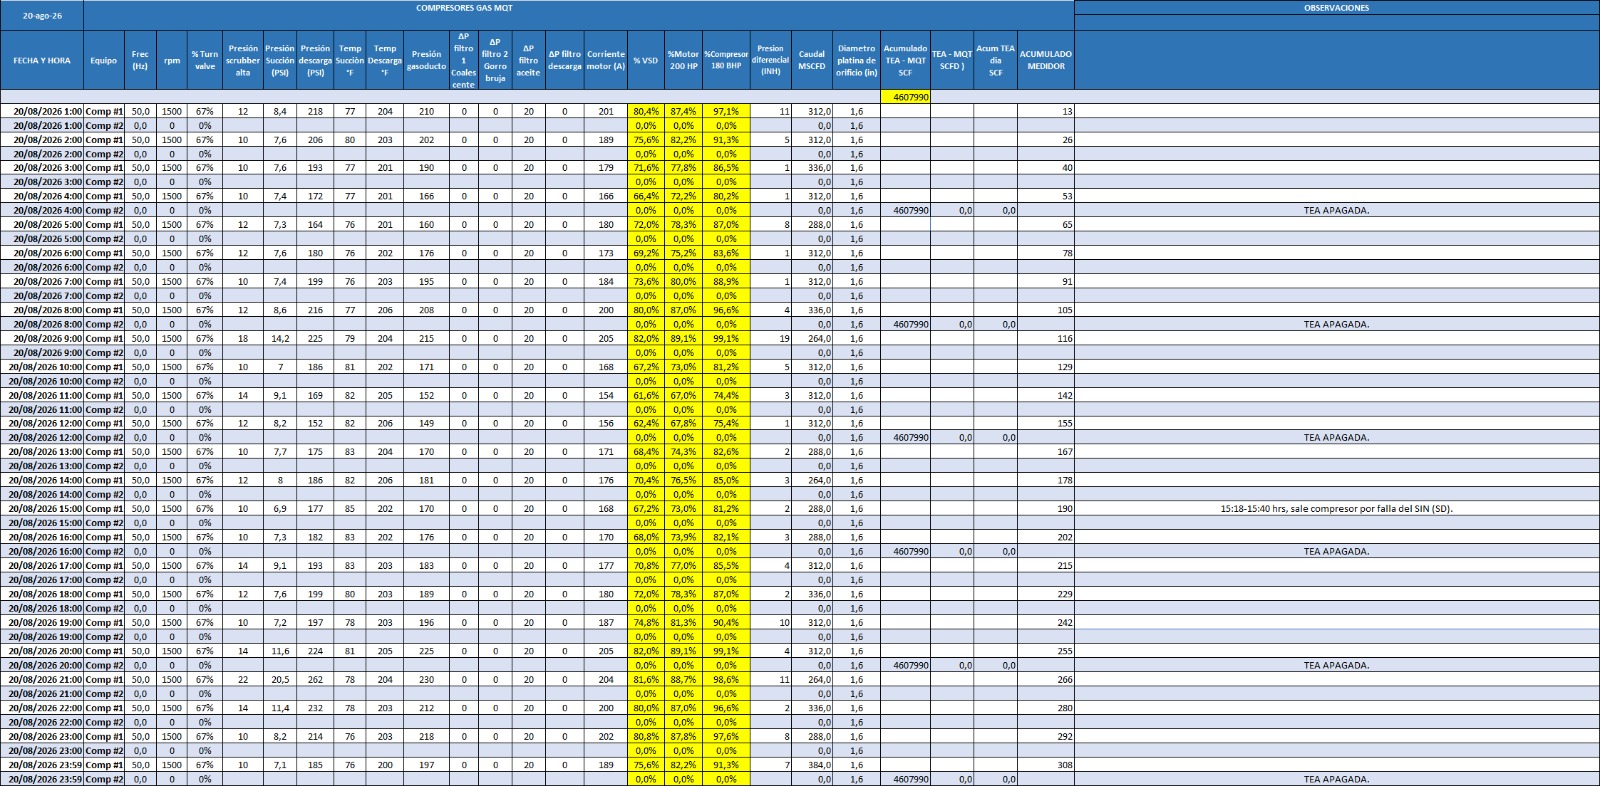 20-ago-26 COMPRESORES GAS MQT OBSERVACIONES
FECHA Y HORA Equipo Frec (Hz) rpm % Turn valve Presión scrubber alta Presión Succión (PSI) Presión descarga (PSI) Temp Succión °F Temp Descarga °F Presión gasoducto ΔP filtro 1 Coales cente ΔP filtro 2 Gorro bruja ΔP filtro aceite ΔP filtro descarga Corriente motor (A) % VSD %Motor 200 HP %Compresor 180 BHP Presion diferencial (INH) Caudal MSCFD Diametro platina de orificio (in) Acumulado TEA - MQT SCF TEA - MQT SCFD ) Acum TEA dia SCF ACUMULADO MEDIDOR
4607990
20/08/2026 1:00 Comp #1 50,0 1500 67% 12 8,4 218 77 204 210 0 0 20 0 201 80,4% 87,4% 97,1% 11 312,0 1,6 13
20/08/2026 1:00 Comp #2 0,0 0 0% 0,0% 0,0% 0,0% 0,0 1,6
20/08/2026 2:00 Comp #1 50,0 1500 67% 10 7,6 206 80 203 202 0 0 20 0 189 75,6% 82,2% 91,3% 5 312,0 1,6 26
20/08/2026 2:00 Comp #2 0,0 0 0% 0,0% 0,0% 0,0% 0,0 1,6
20/08/2026 3:00 Comp #1 50,0 1500 67% 10 7,6 193 77 201 190 0 0 20 0 179 71,6% 77,8% 86,5% 1 336,0 1,6 40
20/08/2026 3:00 Comp #2 0,0 0 0% 0,0% 0,0% 0,0% 0,0 1,6
20/08/2026 4:00 Comp #1 50,0 1500 67% 10 7,4 172 77 201 166 0 0 20 0 166 66,4% 72,2% 80,2% 1 312,0 1,6 53
20/08/2026 4:00 Comp #2 0,0 0 0% 0,0% 0,0% 0,0% 0,0 1,6 4607990 0,0 0,0 TEA APAGADA.
20/08/2026 5:00 Comp #1 50,0 1500 67% 12 7,3 164 76 201 160 0 0 20 0 180 72,0% 78,3% 87,0% 8 288,0 1,6 65
20/08/2026 5:00 Comp #2 0,0 0 0% 0,0% 0,0% 0,0% 0,0 1,6
20/08/2026 6:00 Comp #1 50,0 1500 67% 12 7,6 180 76 202 176 0 0 20 0 173 69,2% 75,2% 83,6% 1 312,0 1,6 78
20/08/2026 6:00 Comp #2 0,0 0 0% 0,0% 0,0% 0,0% 0,0 1,6
20/08/2026 7:00 Comp #1 50,0 1500 67% 10 7,4 199 76 203 195 0 0 20 0 184 73,6% 80,0% 88,9% 1 312,0 1,6 91
20/08/2026 7:00 Comp #2 0,0 0 0% 0,0% 0,0% 0,0% 0,0 1,6
20/08/2026 8:00 Comp #1 50,0 1500 67% 12 8,6 216 77 206 208 0 0 20 0 200 80,0% 87,0% 96,6% 4 336,0 1,6 105
20/08/2026 8:00 Comp #2 0,0 0 0% 0,0% 0,0% 0,0% 0,0 1,6 4607990 0,0 0,0 TEA APAGADA.
20/08/2026 9:00 Comp #1 50,0 1500 67% 18 14,2 225 79 204 215 0 0 20 0 205 82,0% 89,1% 99,1% 19 264,0 1,6 116
20/08/2026 9:00 Comp #2 0,0 0 0% 0,0% 0,0% 0,0% 0,0 1,6
20/08/2026 10:00 Comp #1 50,0 1500 67% 10 7 186 81 202 171 0 0 20 0 168 67,2% 73,0% 81,2% 5 312,0 1,6 129
20/08/2026 10:00 Comp #2 0,0 0 0% 0,0% 0,0% 0,0% 0,0 1,6
20/08/2026 11:00 Comp #1 50,0 1500 67% 14 9,1 169 82 205 152 0 0 20 0 154 61,6% 67,0% 74,4% 3 312,0 1,6 142
20/08/2026 11:00 Comp #2 0,0 0 0% 0,0% 0,0% 0,0% 0,0 1,6
20/08/2026 12:00 Comp #1 50,0 1500 67% 12 8,2 152 82 206 149 0 0 20 0 156 62,4% 67,8% 75,4% 1 312,0 1,6 155
20/08/2026 12:00 Comp #2 0,0 0 0% 0,0% 0,0% 0,0% 0,0 1,6 4607990 0,0 0,0 TEA APAGADA.
20/08/2026 13:00 Comp #1 50,0 1500 67% 10 7,7 175 83 204 170 0 0 20 0 171 68,4% 74,3% 82,6% 2 288,0 1,6 167
20/08/2026 13:00 Comp #2 0,0 0 0% 0,0% 0,0% 0,0% 0,0 1,6
20/08/2026 14:00 Comp #1 50,0 1500 67% 12 8 186 82 206 181 0 0 20 0 176 70,4% 76,5% 85,0% 3 264,0 1,6 178
20/08/2026 14:00 Comp #2 0,0 0 0% 0,0% 0,0% 0,0% 0,0 1,6
20/08/2026 15:00 Comp #1 50,0 1500 67% 10 6,9 177 85 202 170 0 0 20 0 168 67,2% 73,0% 81,2% 2 288,0 1,6 190 15:18-15:40 hrs, sale compresor por falla del SIN (SD).
20/08/2026 15:00 Comp #2 0,0 0 0% 0,0% 0,0% 0,0% 0,0 1,6
20/08/2026 16:00 Comp #1 50,0 1500 67% 10 7,3 182 83 202 176 0 0 20 0 170 68,0% 73,9% 82,1% 3 288,0 1,6 202
20/08/2026 16:00 Comp #2 0,0 0 0% 0,0% 0,0% 0,0% 0,0 1,6 4607990 0,0 0,0 TEA APAGADA.
20/08/2026 17:00 Comp #1 50,0 1500 67% 14 9,1 193 83 203 183 0 0 20 0 177 70,8% 77,0% 85,5% 4 312,0 1,6 215
20/08/2026 17:00 Comp #2 0,0 0 0% 0,0% 0,0% 0,0% 0,0 1,6
20/08/2026 18:00 Comp #1 50,0 1500 67% 12 7,6 199 80 203 189 0 0 20 0 180 72,0% 78,3% 87,0% 2 336,0 1,6 229
20/08/2026 18:00 Comp #2 0,0 0 0% 0,0% 0,0% 0,0% 0,0 1,6
20/08/2026 19:00 Comp #1 50,0 1500 67% 10 7,2 197 78 203 196 0 0 20 0 187 74,8% 81,3% 90,4% 10 312,0 1,6 242
20/08/2026 19:00 Comp #2 0,0 0 0% 0,0% 0,0% 0,0% 0,0 1,6
20/08/2026 20:00 Comp #1 50,0 1500 67% 14 11,6 224 81 205 225 0 0 20 0 205 82,0% 89,1% 99,1% 4 312,0 1,6 255
20/08/2026 20:00 Comp #2 0,0 0 0% 0,0% 0,0% 0,0% 0,0 1,6 4607990 0,0 0,0 TEA APAGADA.
20/08/2026 21:00 Comp #1 50,0 1500 67% 22 20,5 262 78 204 230 0 0 20 0 204 81,6% 88,7% 98,6% 11 264,0 1,6 266
20/08/2026 21:00 Comp #2 0,0 0 0% 0,0% 0,0% 0,0% 0,0 1,6
20/08/2026 22:00 Comp #1 50,0 1500 67% 14 11,4 232 78 203 212 0 0 20 0 200 80,0% 87,0% 96,6% 2 336,0 1,6 280
20/08/2026 22:00 Comp #2 0,0 0 0% 0,0% 0,0% 0,0% 0,0 1,6
20/08/2026 23:00 Comp #1 50,0 1500 67% 10 8,2 214 76 203 218 0 0 20 0 202 80,8% 87,8% 97,6% 8 288,0 1,6 292
20/08/2026 23:00 Comp #2 0,0 0 0% 0,0% 0,0% 0,0% 0,0 1,6
20/08/2026 23:59 Comp #1 50,0 1500 67% 10 7,1 185 76 200 197 0 0 20 0 189 75,6% 82,2% 91,3% 7 384,0 1,6 308
20/08/2026 23:59 Comp #2 0,0 0 0% 0,0% 0,0% 0,0% 0,0 1,6 4607990 0,0 0,0 TEA APAGADA.